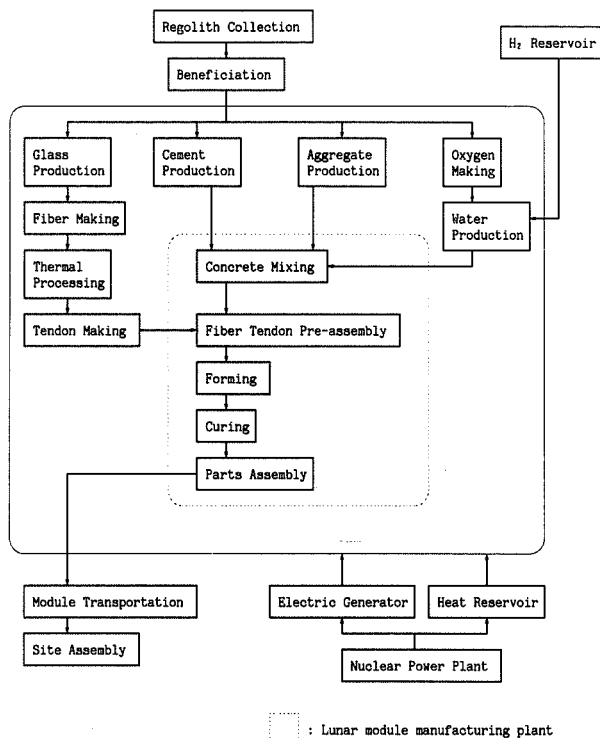 Regolith Collection
H₂ Reservoir
Beneficiation
Glass
Production
Cement
Production
Aggregate
Production
Oxygen
Making
Fiber Making
Water
Production
Thermal
Processing
Concrete Mixing
Tendon Making
Fiber Tendon Pre-assembly
Forming
Curing
Parts Assembly
Module Transportation
Electric Generator
Heat Reservoir
Site Assembly
Nuclear Power Plant
: Lunar module manufacturing plant